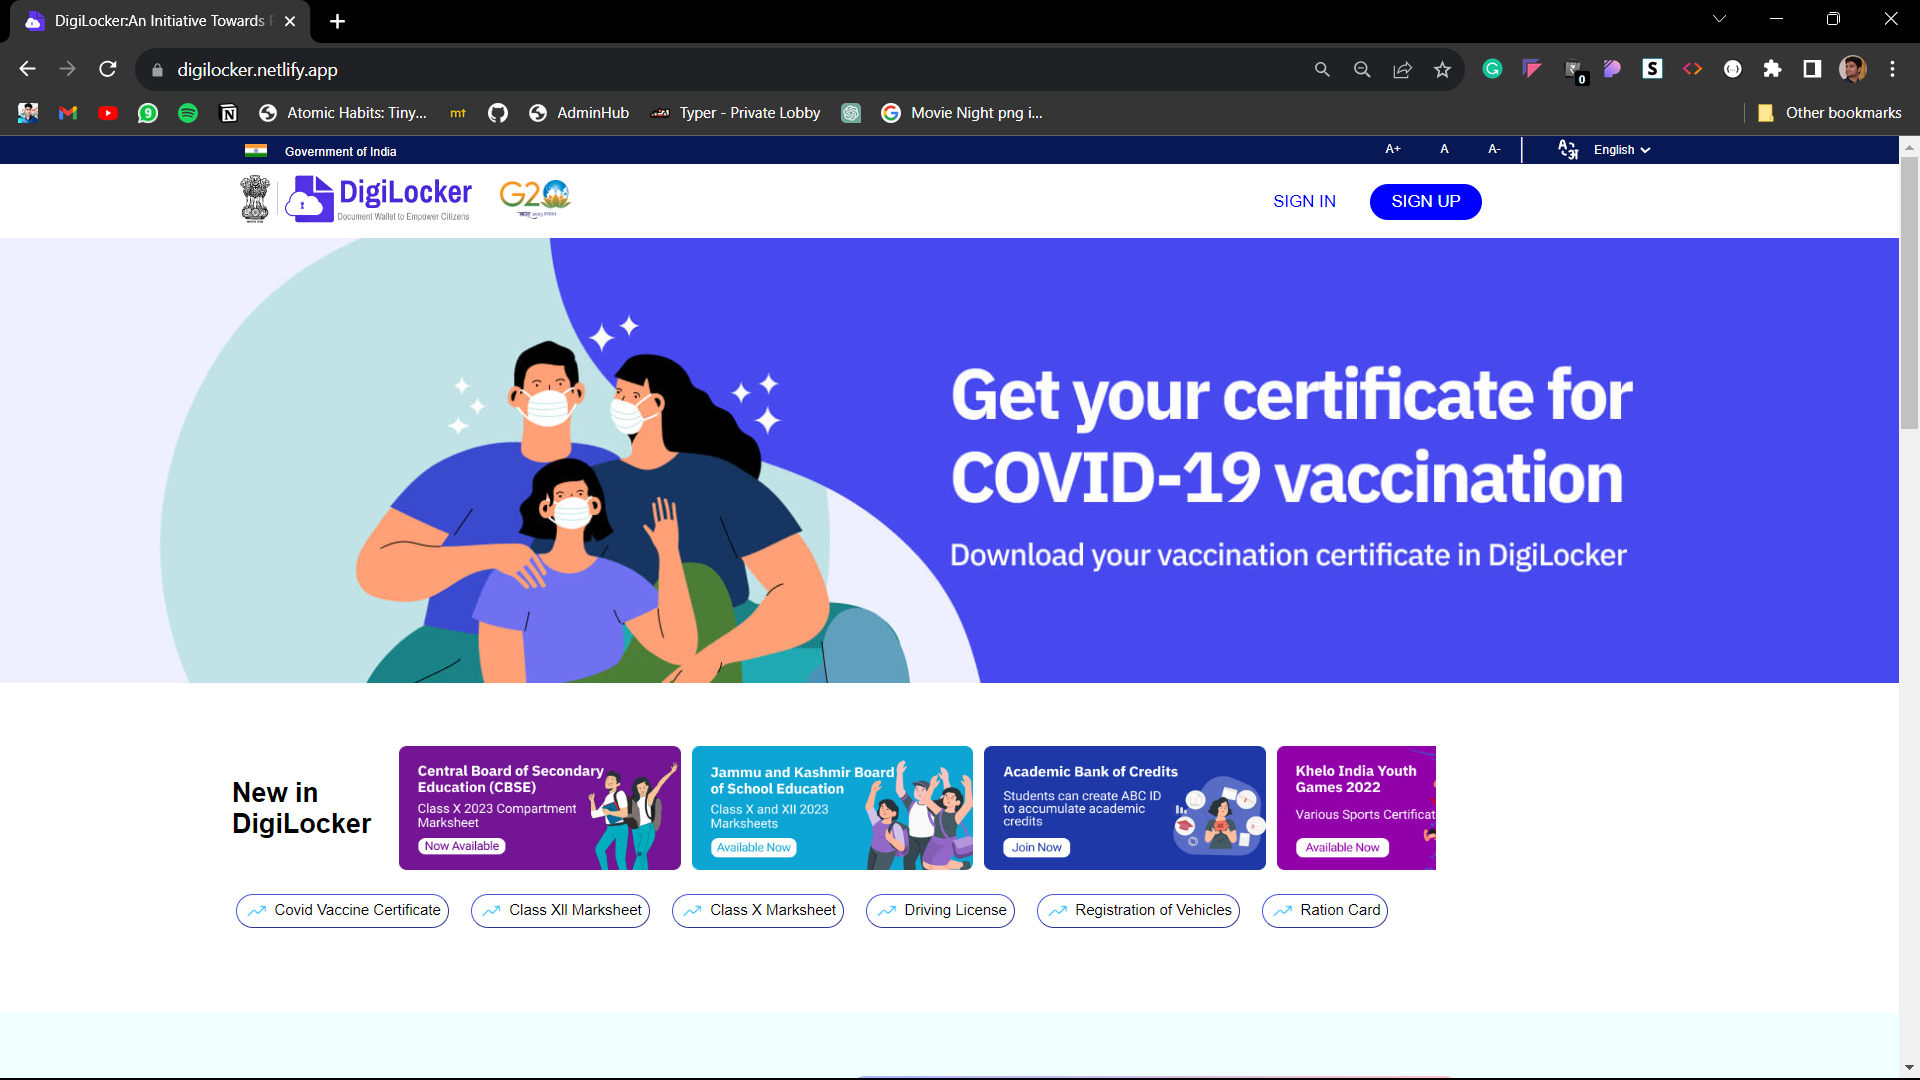 DigiLocker:An Initiative Towards
digilocker.netlify.app
0
9
Atomic Habits: Tiny...
mt
AdminHub
Typer - Private Lobby
Movie Night png i...
Other bookmarks
Government of India
A+
A
A-
English
DigiLocker
Document Wallet to Empower Citizens
G20
SIGN IN
SIGN UP
Get your certificate for
COVID-19 vaccination
Download your vaccination certificate in DigiLocker
New in
DigiLocker
Central Board of Secondary
Education (CBSE)
Class X 2023 Compartment
Marksheet
Now Available
Jammu and Kashmir Board
of School Education
Class X and XII 2023
Marksheets
Available Now
Academic Bank of Credits
Students can create ABC ID
to accumulate academic
credits
Join Now
Khelo India Youth
Games 2022
Various Sports Certificat
Available Now
Covid Vaccine Certificate
Class XII Marksheet
Class X Marksheet
Driving License
Registration of Vehicles
Ration Card